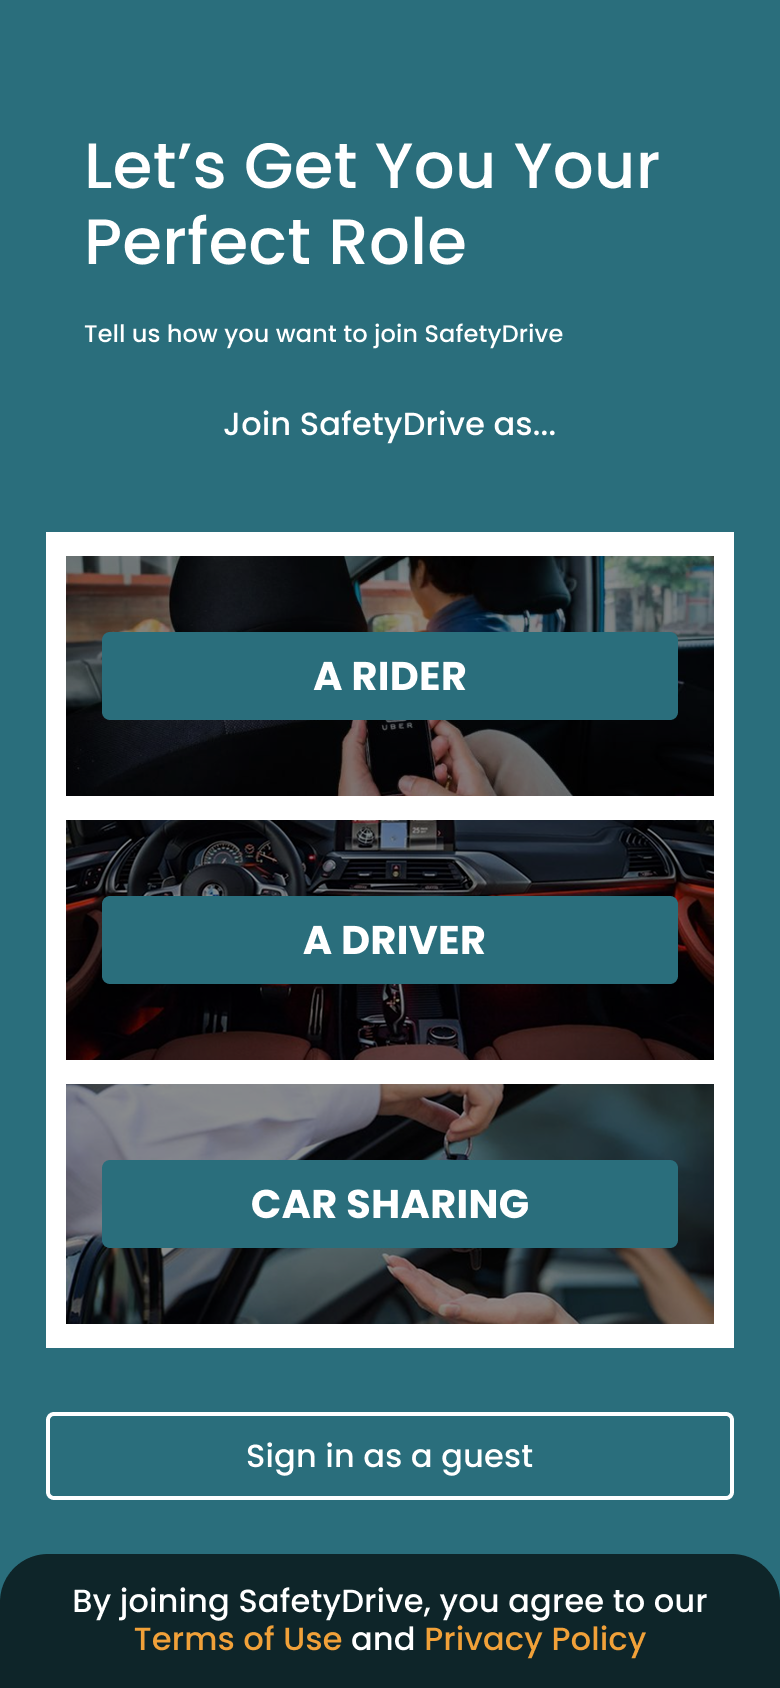 Let’s Get You Your
Perfect Role
Tell us how you want to join SafetyDrive
Join SafetyDrive as...
A RIDER
UBER
A DRIVER
CAR SHARING
Sign in as a guest
By joining SafetyDrive, you agree to our
Terms of Use and Privacy Policy